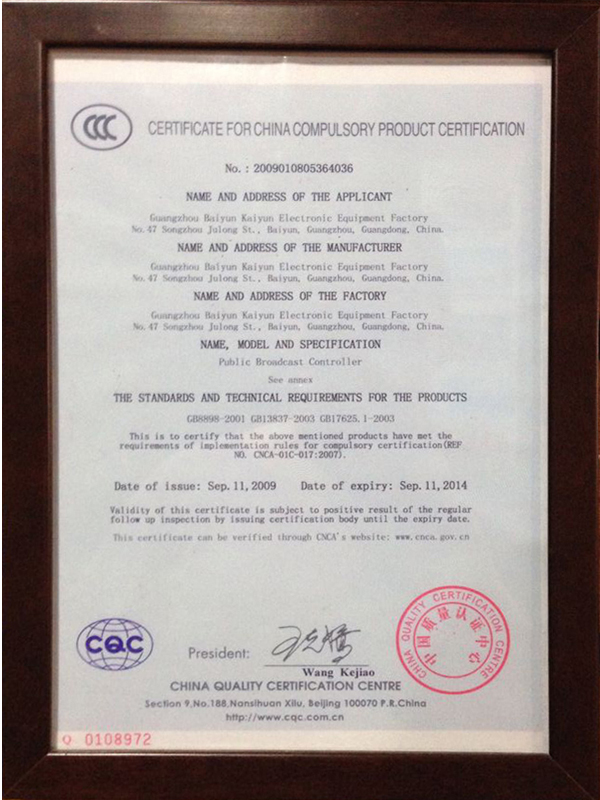 CCC
CERTIFICATE FOR CHINA COMPULSORY PRODUCT CERTIFICATION
No. : 2009010805364036
NAME AND ADDRESS OF THE APPLICANT
Guangzhou Baiyun Kaiyun Electronic Equipment Factory
No. 47 Songzhou Julong St., Baiyun, Guangzhou, Guangdong, China.
NAME AND ADDRESS OF THE MANUFACTURER
Guangzhou Baiyun Kaiyun Electronic Equipment Factory
No. 47 Songzhou Julong St., Baiyun, Guangzhou, Guangdong, China.
NAME AND ADDRESS OF THE FACTORY
Guangzhou Baiyun Kaiyun Electronic Equipment Factory
No. 47 Songzhou Julong St., Baiyun, Guangzhou, Guangdong, China.
NAME, MODEL AND SPECIFICATION
Public Broadcast Controller
See annex
THE STANDARDS AND TECHNICAL REQUIREMENTS FOR THE PRODUCTS
GB8898-2001 GB13837-2003 GB17625.1-2003
This is to certify that the above mentioned products have met the
requirements of implementation rules for compulsory certification(REF
NO. CNCA-01C-017:2007).
Date of issue: Sep. 11, 2009 Date of expiry: Sep. 11, 2014
Validity of this certificate is subject to positive result of the regular
follow up inspection by issuing certification body until the expiry date.
This certificate can be verified through CNCA's website: www.cnca.gov.cn
CHINA QUALITY CERTIFICATION CENTRE
中国质量认证中心
CQC
President:
Wang Kejiao
CHINA QUALITY CERTIFICATION CENTRE
Section 9,No.188,Nansihuan Xilu, Beijing 100070 P.R.China
http://www.cqc.com.cn
Q 0108972